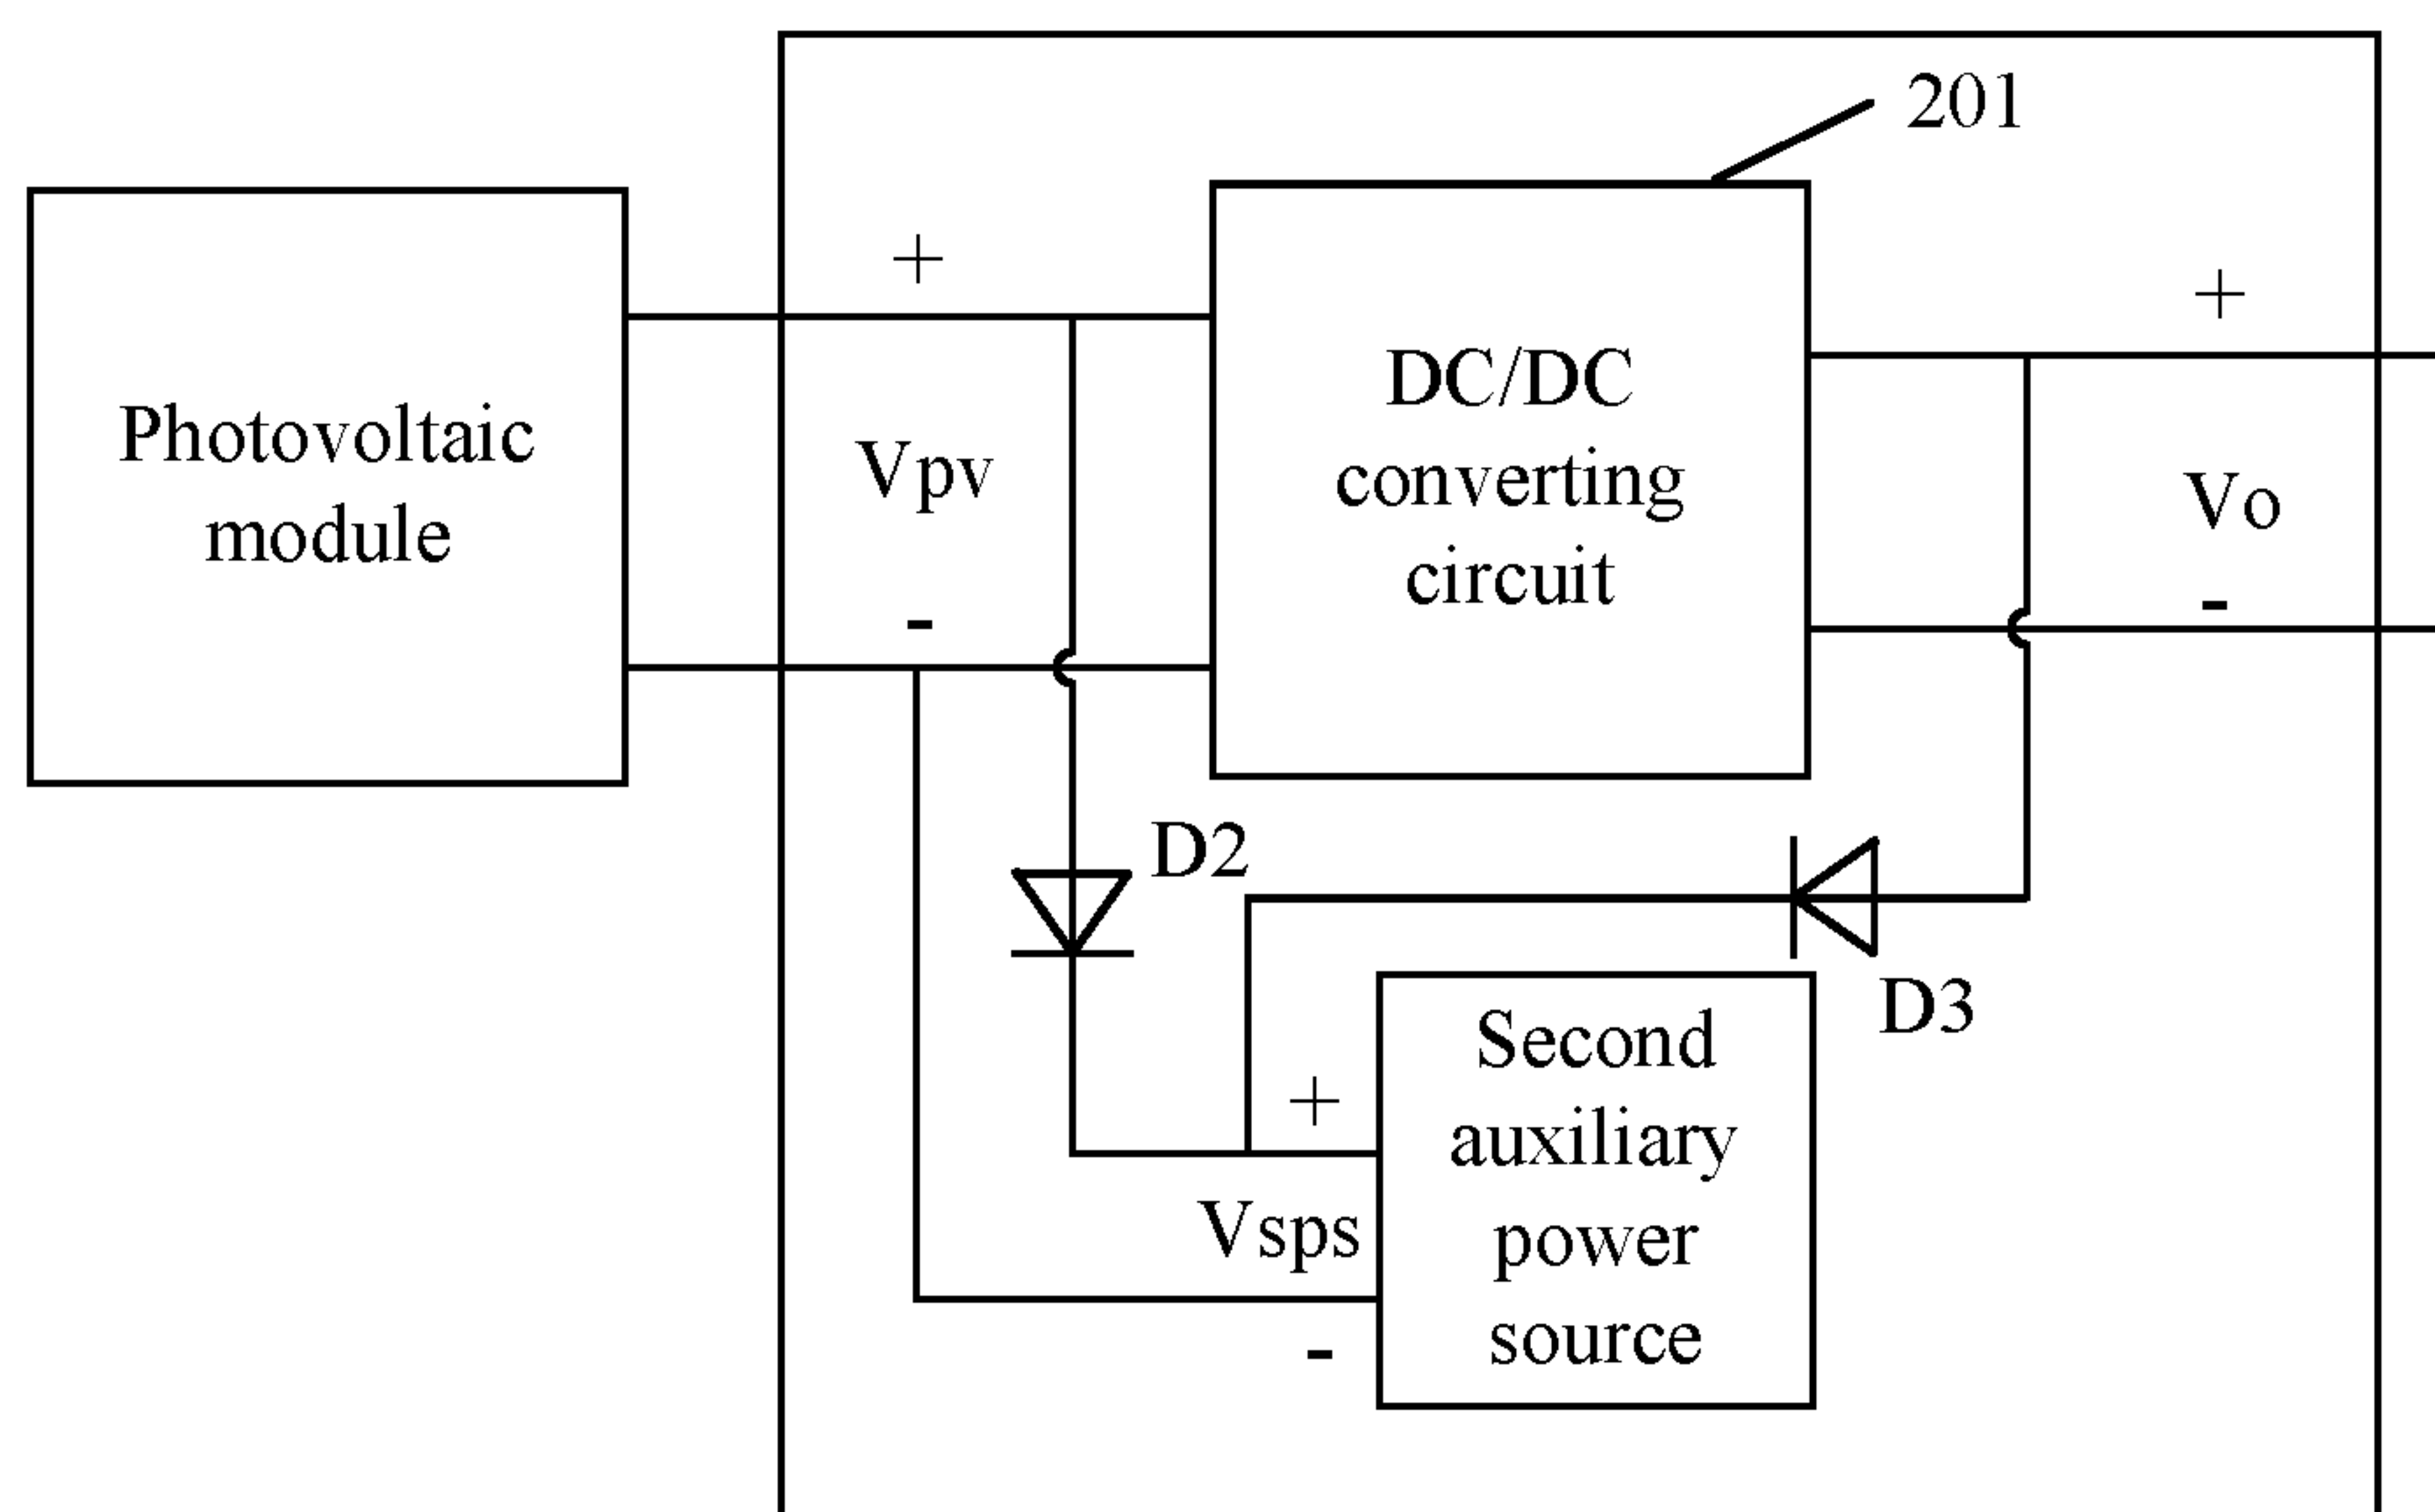 201
+
+
Photovoltaic
module
Vpv
-
DC/DC
converting
circuit
Vo
-
D2
D3
+
Vsps
-
Second
auxiliary
power
source